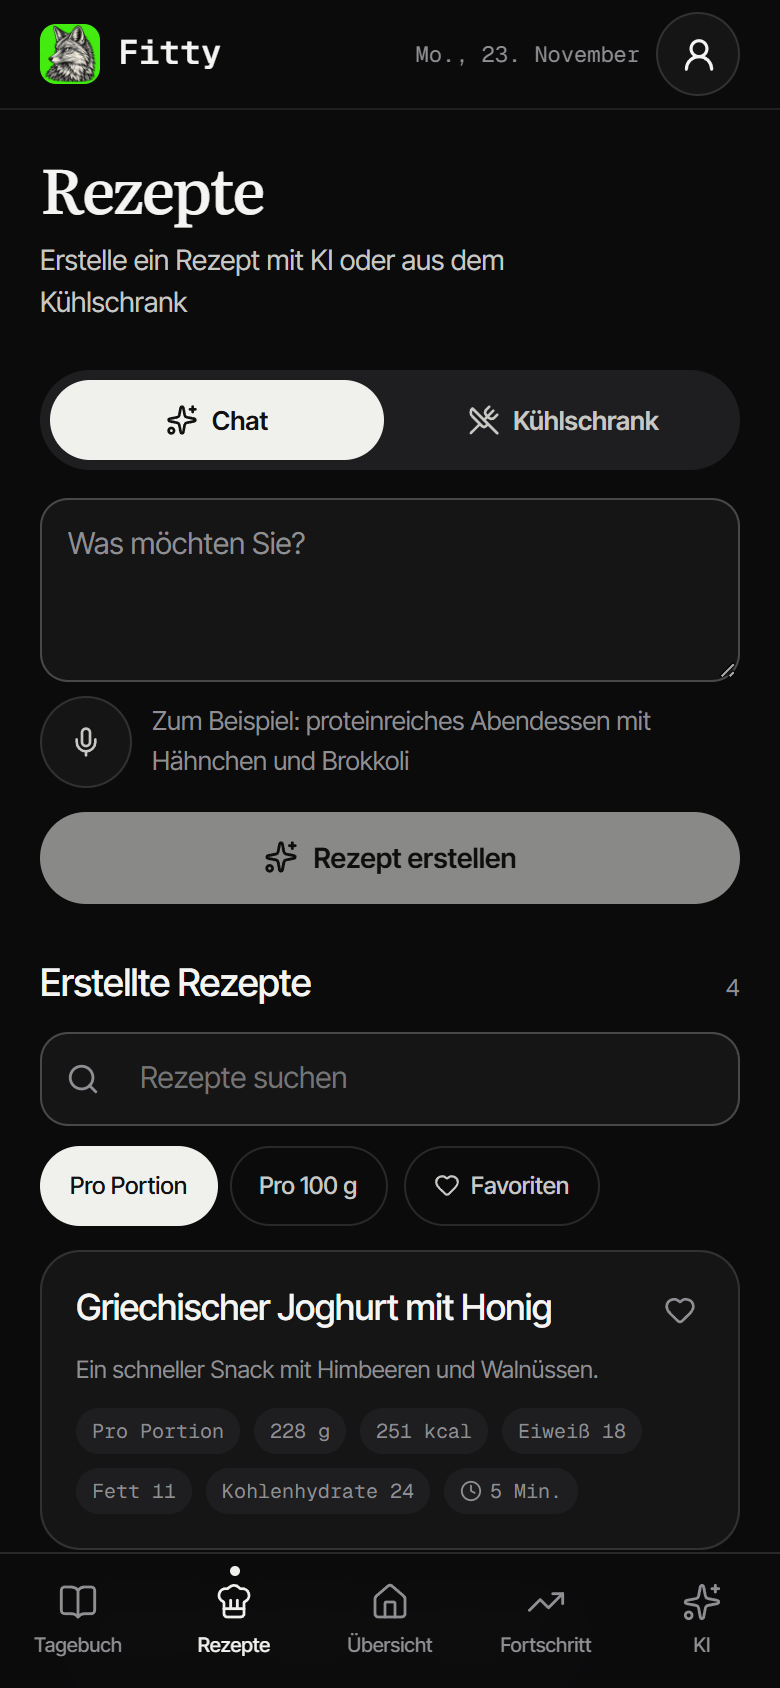 Fitty
Mo., 23. November
Rezepte
Erstelle ein Rezept mit KI oder aus dem
Kühlschrank
Chat
Kühlschrank
Was möchten Sie?
Zum Beispiel: proteinreiches Abendessen mit
Hähnchen und Brokkoli
Rezept erstellen
Erstellte Rezepte
4
Rezepte suchen
Pro Portion
Pro 100 g
Favoriten
Griechischer Joghurt mit Honig
Ein schneller Snack mit Himbeeren und Walnüssen.
Pro Portion
228 g
251 kcal
Eiweiß 18
Fett 11
Kohlenhydrate 24
5 Min.
Tagebuch
Rezepte
Übersicht
Fortschritt
KI